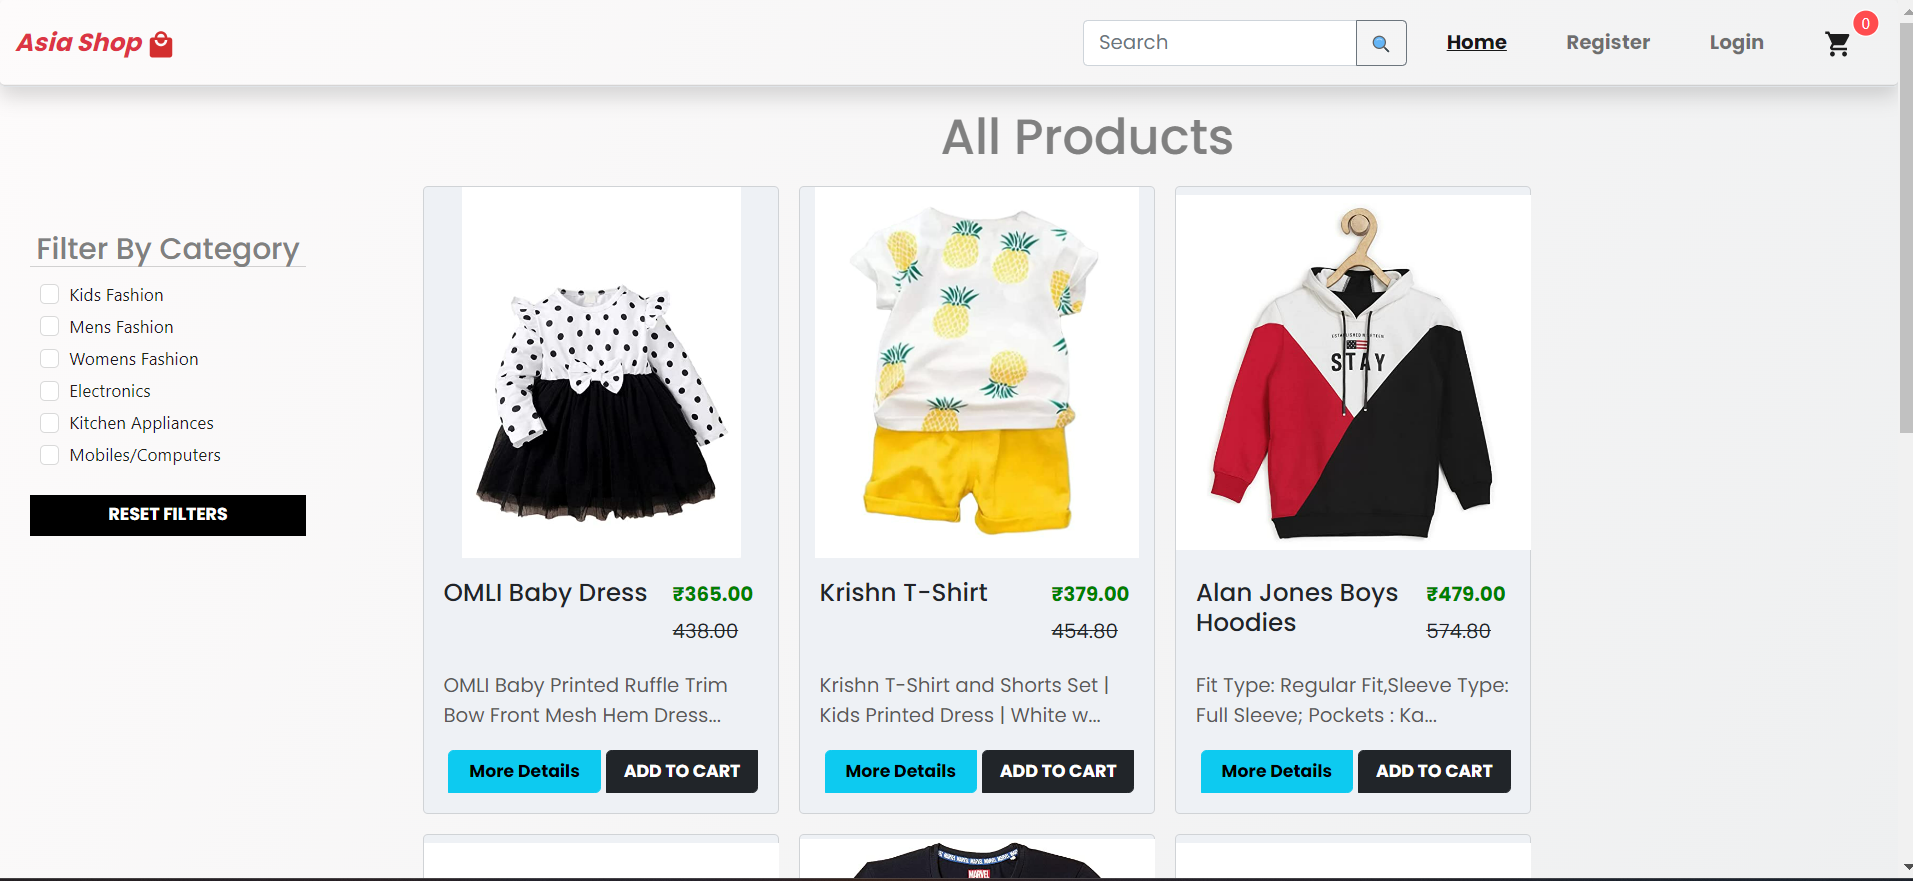 Asia Shop
Search
Home
Register
Login
0
All Products
Filter By Category
Kids Fashion
Mens Fashion
Womens Fashion
Electronics
Kitchen Appliances
Mobiles/Computers
RESET FILTERS
STAY
OMLI Baby Dress
₹365.00
438.00
OMLI Baby Printed Ruffle Trim
Bow Front Mesh Hem Dress...
More Details
ADD TO CART
Krishn T-Shirt
₹379.00
454.80
Krishn T-Shirt and Shorts Set |
Kids Printed Dress | White w...
More Details
ADD TO CART
Alan Jones Boys
Hoodies
₹479.00
574.80
Fit Type: Regular Fit,Sleeve Type:
Full Sleeve; Pockets : Ka...
More Details
ADD TO CART
MARVEL